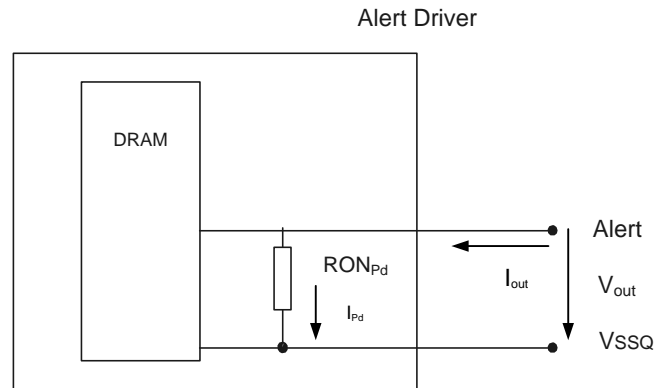 Alert Driver
DRAM
Alert
RONPd
Iout
Vout
IPd
VSSQ